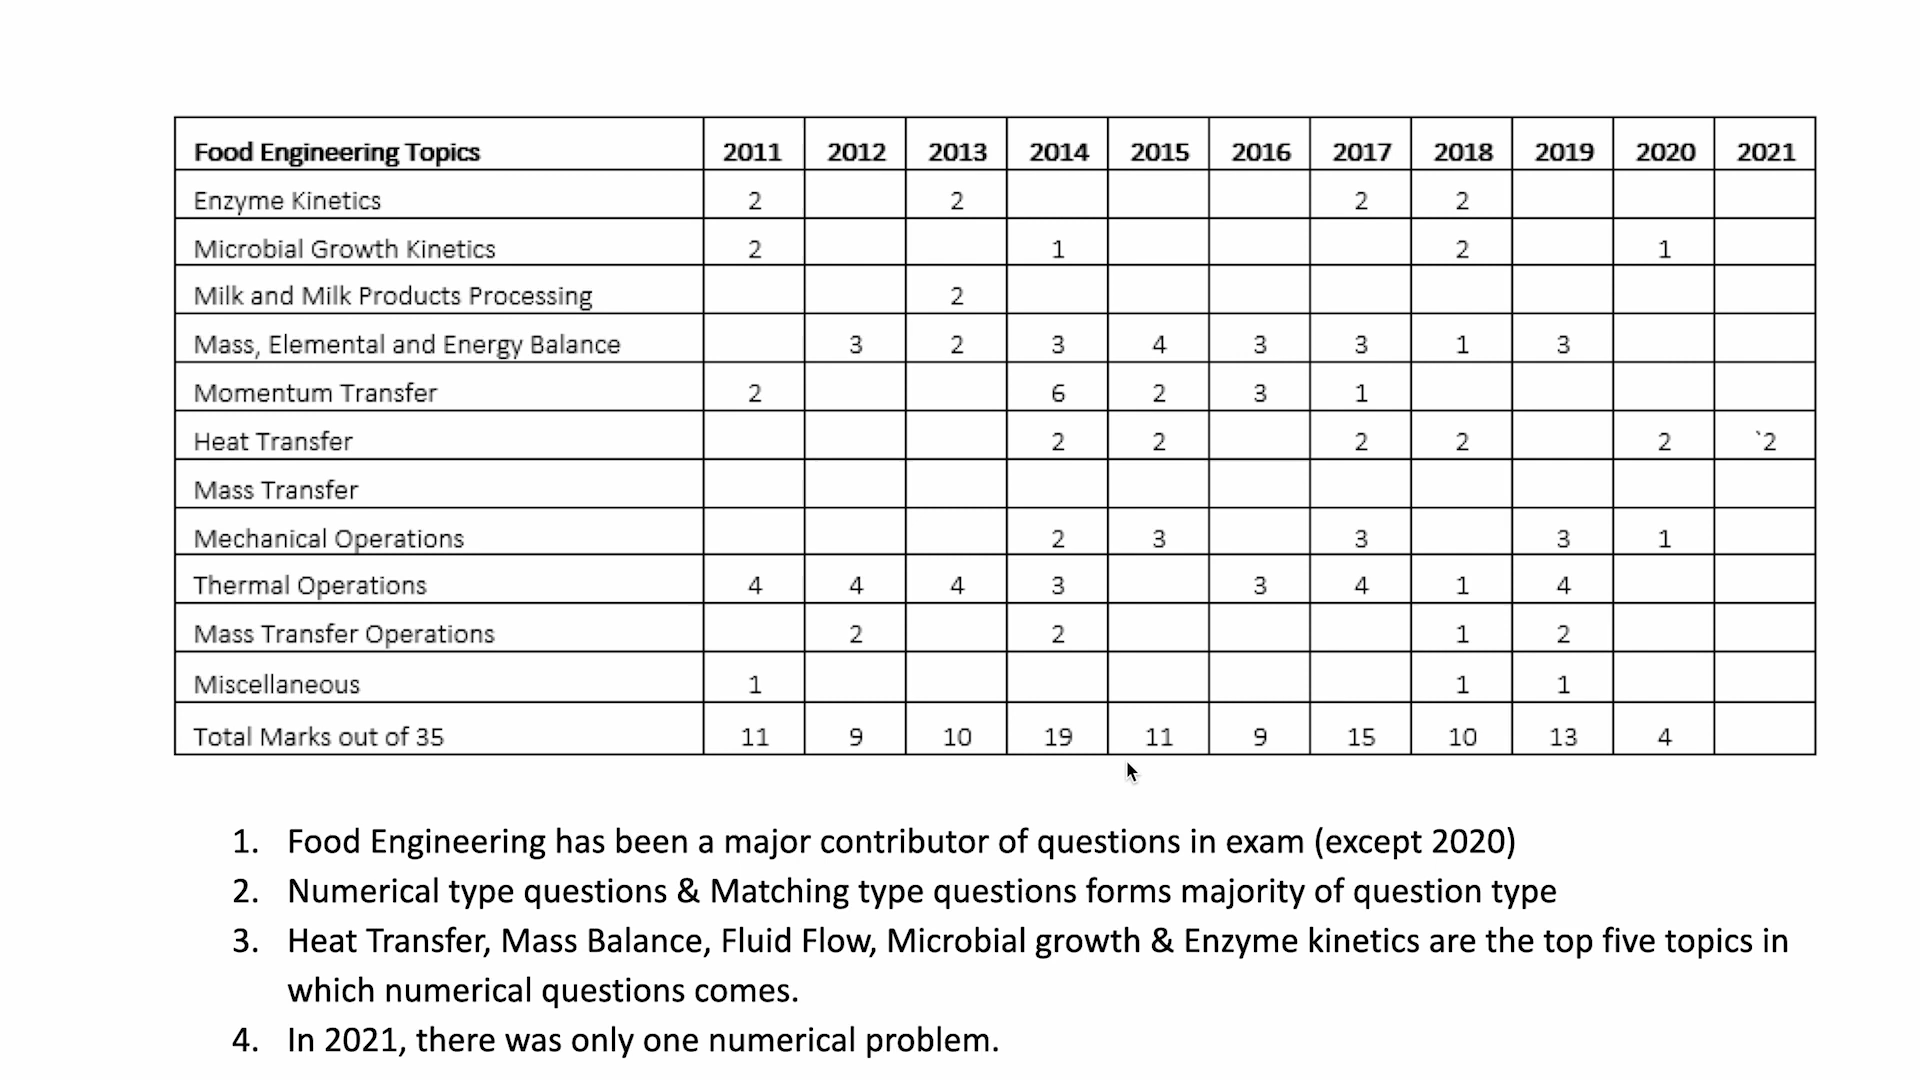 Food Engineering Topics 2011 2012 2013 2014 2015 2016 2017 2018 2019 2020 2021
Enzyme Kinetics 2 2 2 2
Microbial Growth Kinetics 2 1 2 1
Milk and Milk Products Processing 2
Mass, Elemental and Energy Balance 3 2 3 4 3 3 1 3
Momentum Transfer 2 6 2 3 1
Heat Transfer 2 2 2 2 2 `2
Mass Transfer
Mechanical Operations 2 3 3 3 1
Thermal Operations 4 4 4 3 3 4 1 4
Mass Transfer Operations 2 2 1 2
Miscellaneous 1 1 1
Total Marks out of 35 11 9 10 19 11 9 15 10 13 4
1. Food Engineering has been a major contributor of questions in exam (except 2020)
2. Numerical type questions & Matching type questions forms majority of question type
3. Heat Transfer, Mass Balance, Fluid Flow, Microbial growth & Enzyme kinetics are the top five topics in
which numerical questions comes.
4. In 2021, there was only one numerical problem.